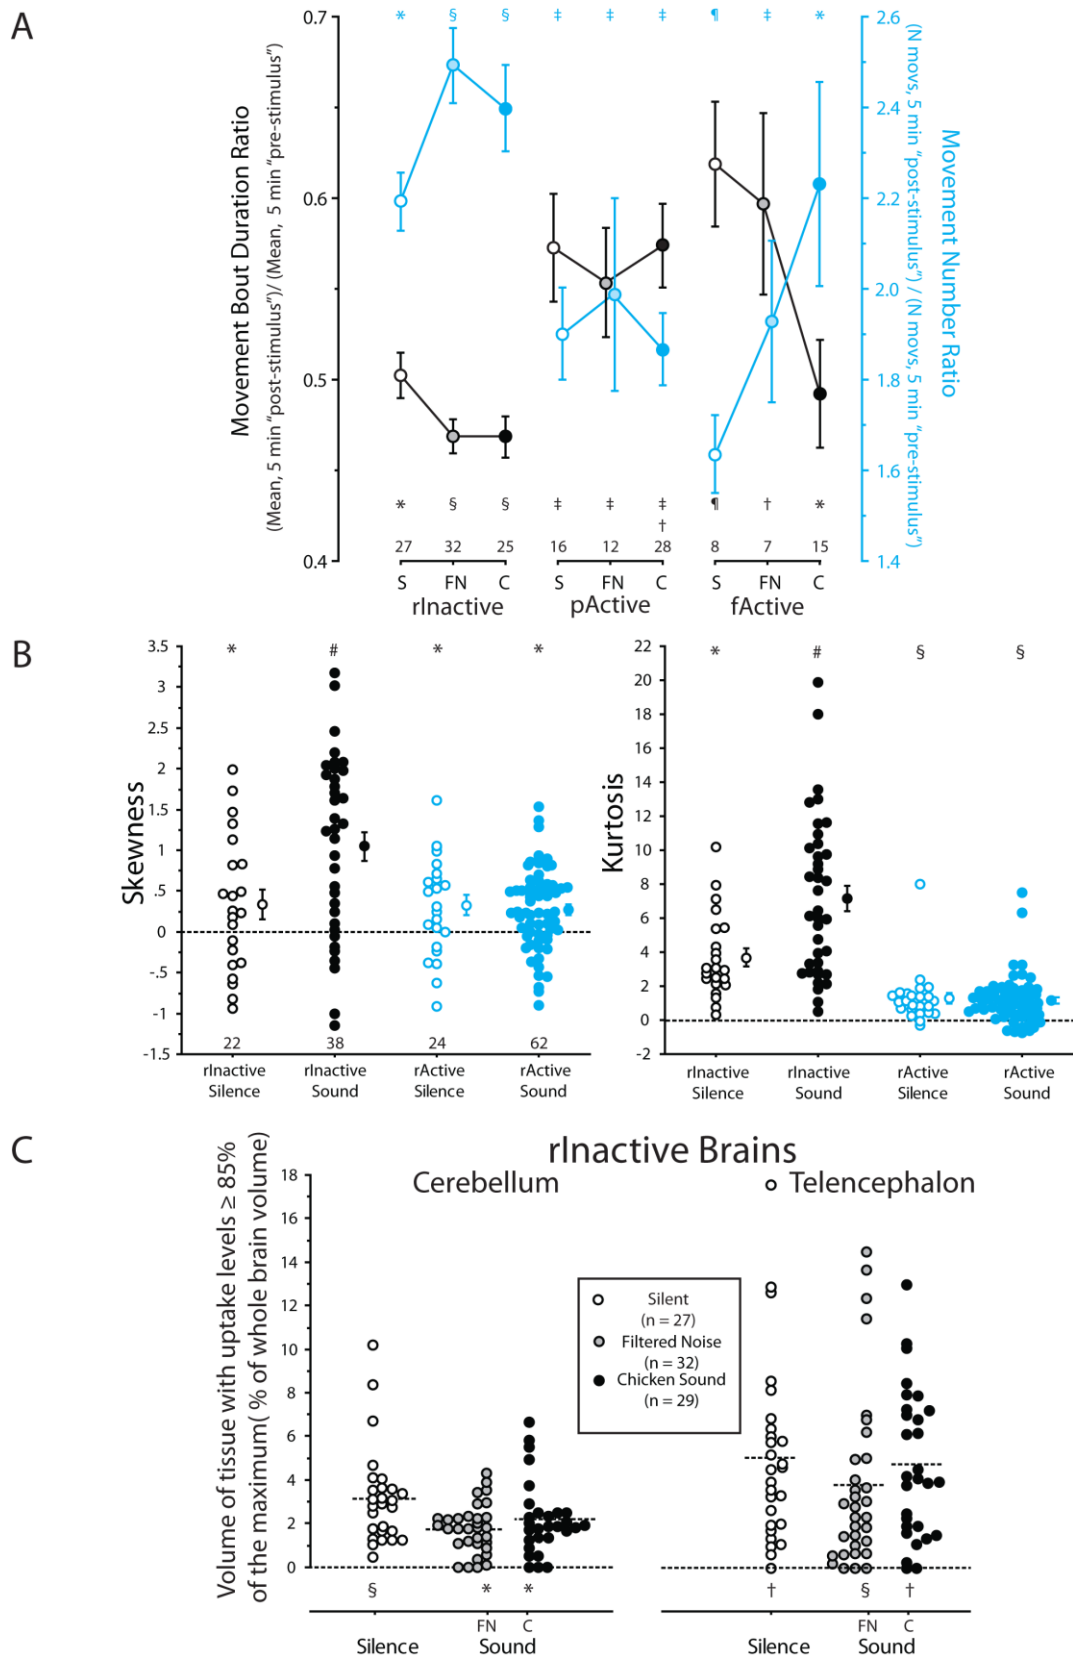 A
Movement Bout Duration Ratio
(Mean, 5 min “post-stimulus”)/ (Mean, 5 min “pre-stimulus”)
Movement Number Ratio
(N movs, 5 min “post-stimulus”) / (N movs, 5 min “pre-stimulus”)
* § § ‡ ‡ ‡ ¶ ‡ *
0.7
0.6
0.5
0.4
2.6
2.4
2.2
2.0
1.8
1.6
1.4
* § § ‡ ‡ ‡ ¶ † *
†
27 32 25 16 12 28 8 7 15
S FN C S FN C S FN C
rInactive pActive fActive
B
Skewness
3.5
3
2.5
2
1.5
1
.5
0
-.5
-1
-1.5
* # * *
22 38 24 62
rInactive rInactive rActive rActive
Silence Sound Silence Sound
Kurtosis
22
20
18
16
14
12
10
8
6
4
2
0
-2
* # § §
rInactive rInactive rActive rActive
Silence Sound Silence Sound
C
rInactive Brains
Cerebellum Telencephalon
Volume of tissue with uptake levels ≥ 85%
of the maximum( % of whole brain volume)
18
16
14
12
10
8
6
4
2
0
Silent
(n = 27)
Filtered Noise
(n = 32)
Chicken Sound
(n = 29)
§ * * † § †
FN C FN C
Silence Sound Silence Sound